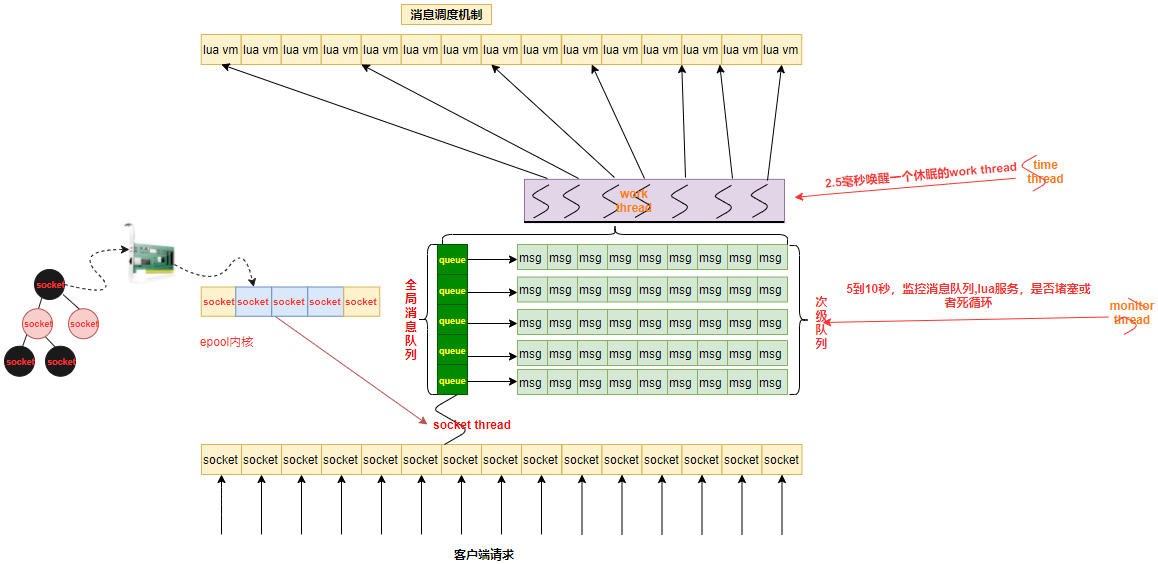 消息调度机制
lua vm lua vm lua vm lua vm lua vm lua vm lua vm lua vm lua vm lua vm lua vm lua vm lua vm lua vm lua vm
work
thread
2.5毫秒唤醒一个休眠的work thread
time
thread
socket
socket
socket
socket
socket
socket socket socket socket socket
epool内核
全局消息队列
queue msg msg msg msg msg msg msg msg msg
queue msg msg msg msg msg msg msg msg msg
queue msg msg msg msg msg msg msg msg msg
queue msg msg msg msg msg msg msg msg msg
queue msg msg msg msg msg msg msg msg msg
次级队列
5到10秒，监控消息队列,lua服务，是否堵塞或
者死循环
monitor
thread
socket thread
socket socket socket socket socket socket socket socket socket socket socket socket socket socket socket
客户端请求